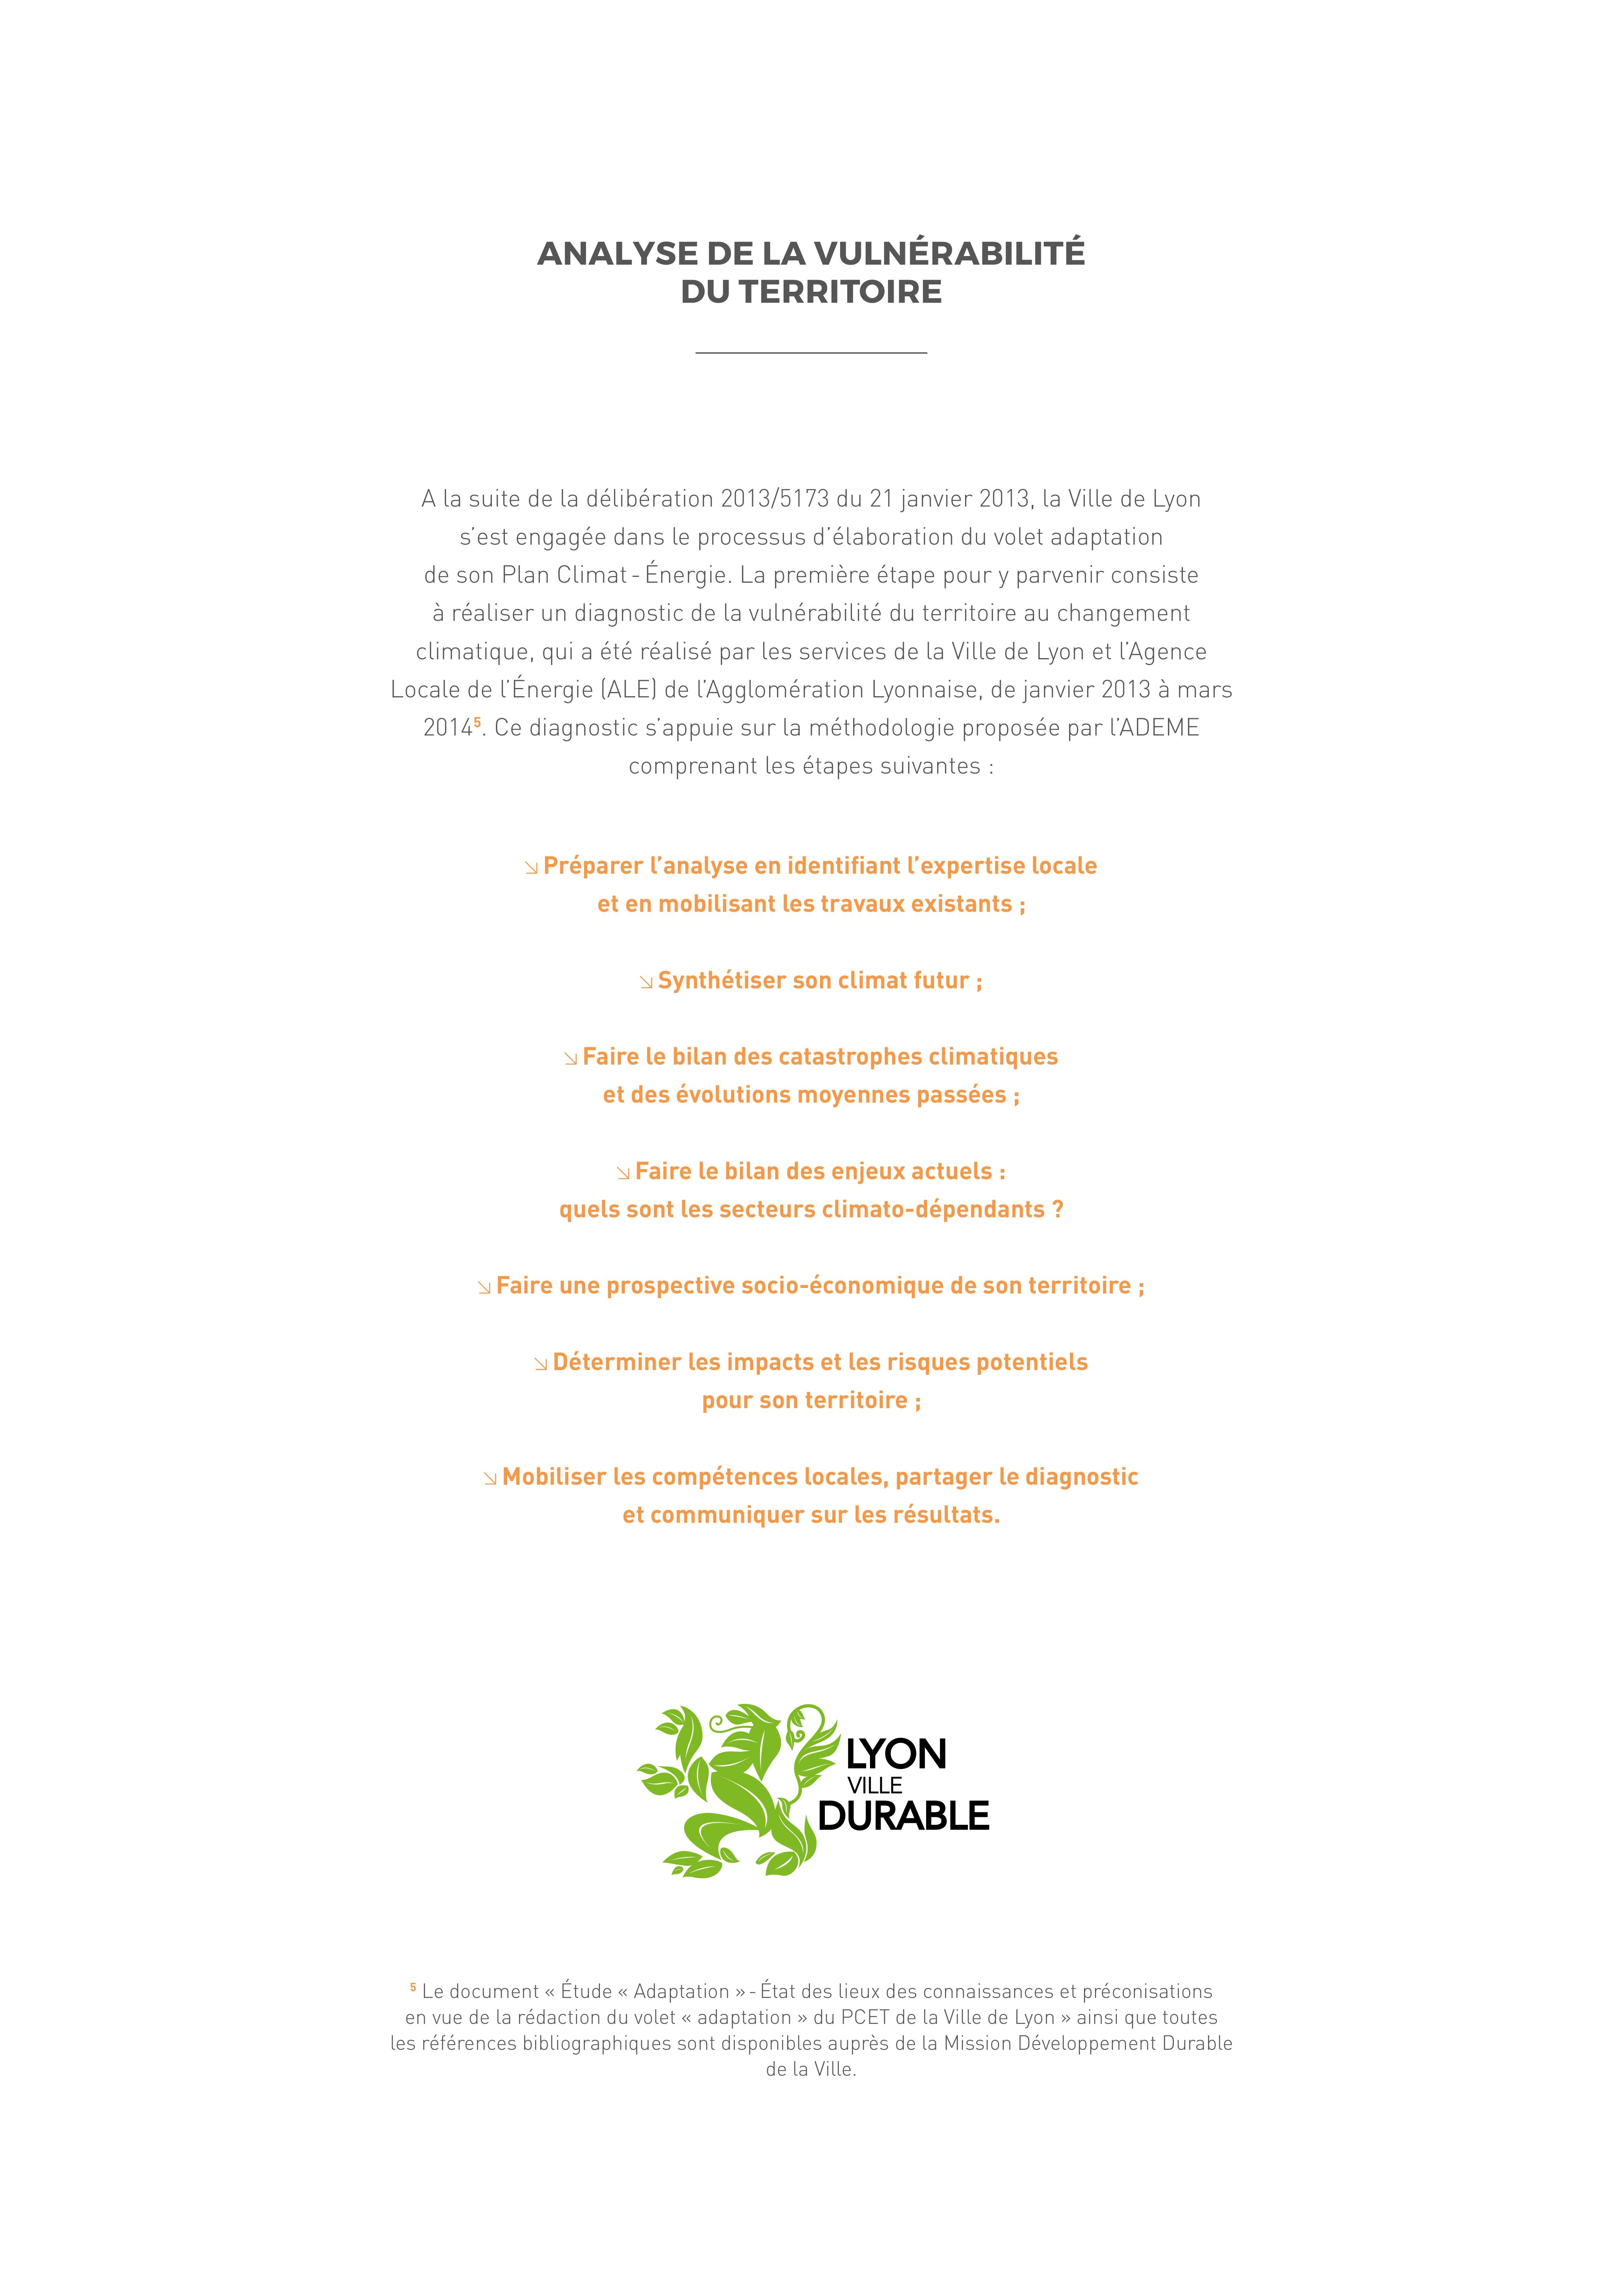 ANALYSE DE LA VULNÉRABILITÉ
DU TERRITOIRE
A la suite de la délibération 2013/5173 du 21 janvier 2013, la Ville de Lyon
s’est engagée dans le processus d’élaboration du volet adaptation
de son Plan Climat - Énergie. La première étape pour y parvenir consiste
à réaliser un diagnostic de la vulnérabilité du territoire au changement
climatique, qui a été réalisé par les services de la Ville de Lyon et l’Agence
Locale de l’Énergie (ALE) de l’Agglomération Lyonnaise, de janvier 2013 à mars
2014⁵. Ce diagnostic s’appuie sur la méthodologie proposée par l’ADEME
comprenant les étapes suivantes :
↘ Préparer l’analyse en identifiant l’expertise locale
et en mobilisant les travaux existants ;
↘ Synthétiser son climat futur ;
↘ Faire le bilan des catastrophes climatiques
et des évolutions moyennes passées ;
↘ Faire le bilan des enjeux actuels :
quels sont les secteurs climato-dépendants ?
↘ Faire une prospective socio-économique de son territoire ;
↘ Déterminer les impacts et les risques potentiels
pour son territoire ;
↘ Mobiliser les compétences locales, partager le diagnostic
et communiquer sur les résultats.
LYON
VILLE
DURABLE
⁵ Le document « Étude « Adaptation » - État des lieux des connaissances et préconisations
en vue de la rédaction du volet « adaptation » du PCET de la Ville de Lyon » ainsi que toutes
les références bibliographiques sont disponibles auprès de la Mission Développement Durable
de la Ville.